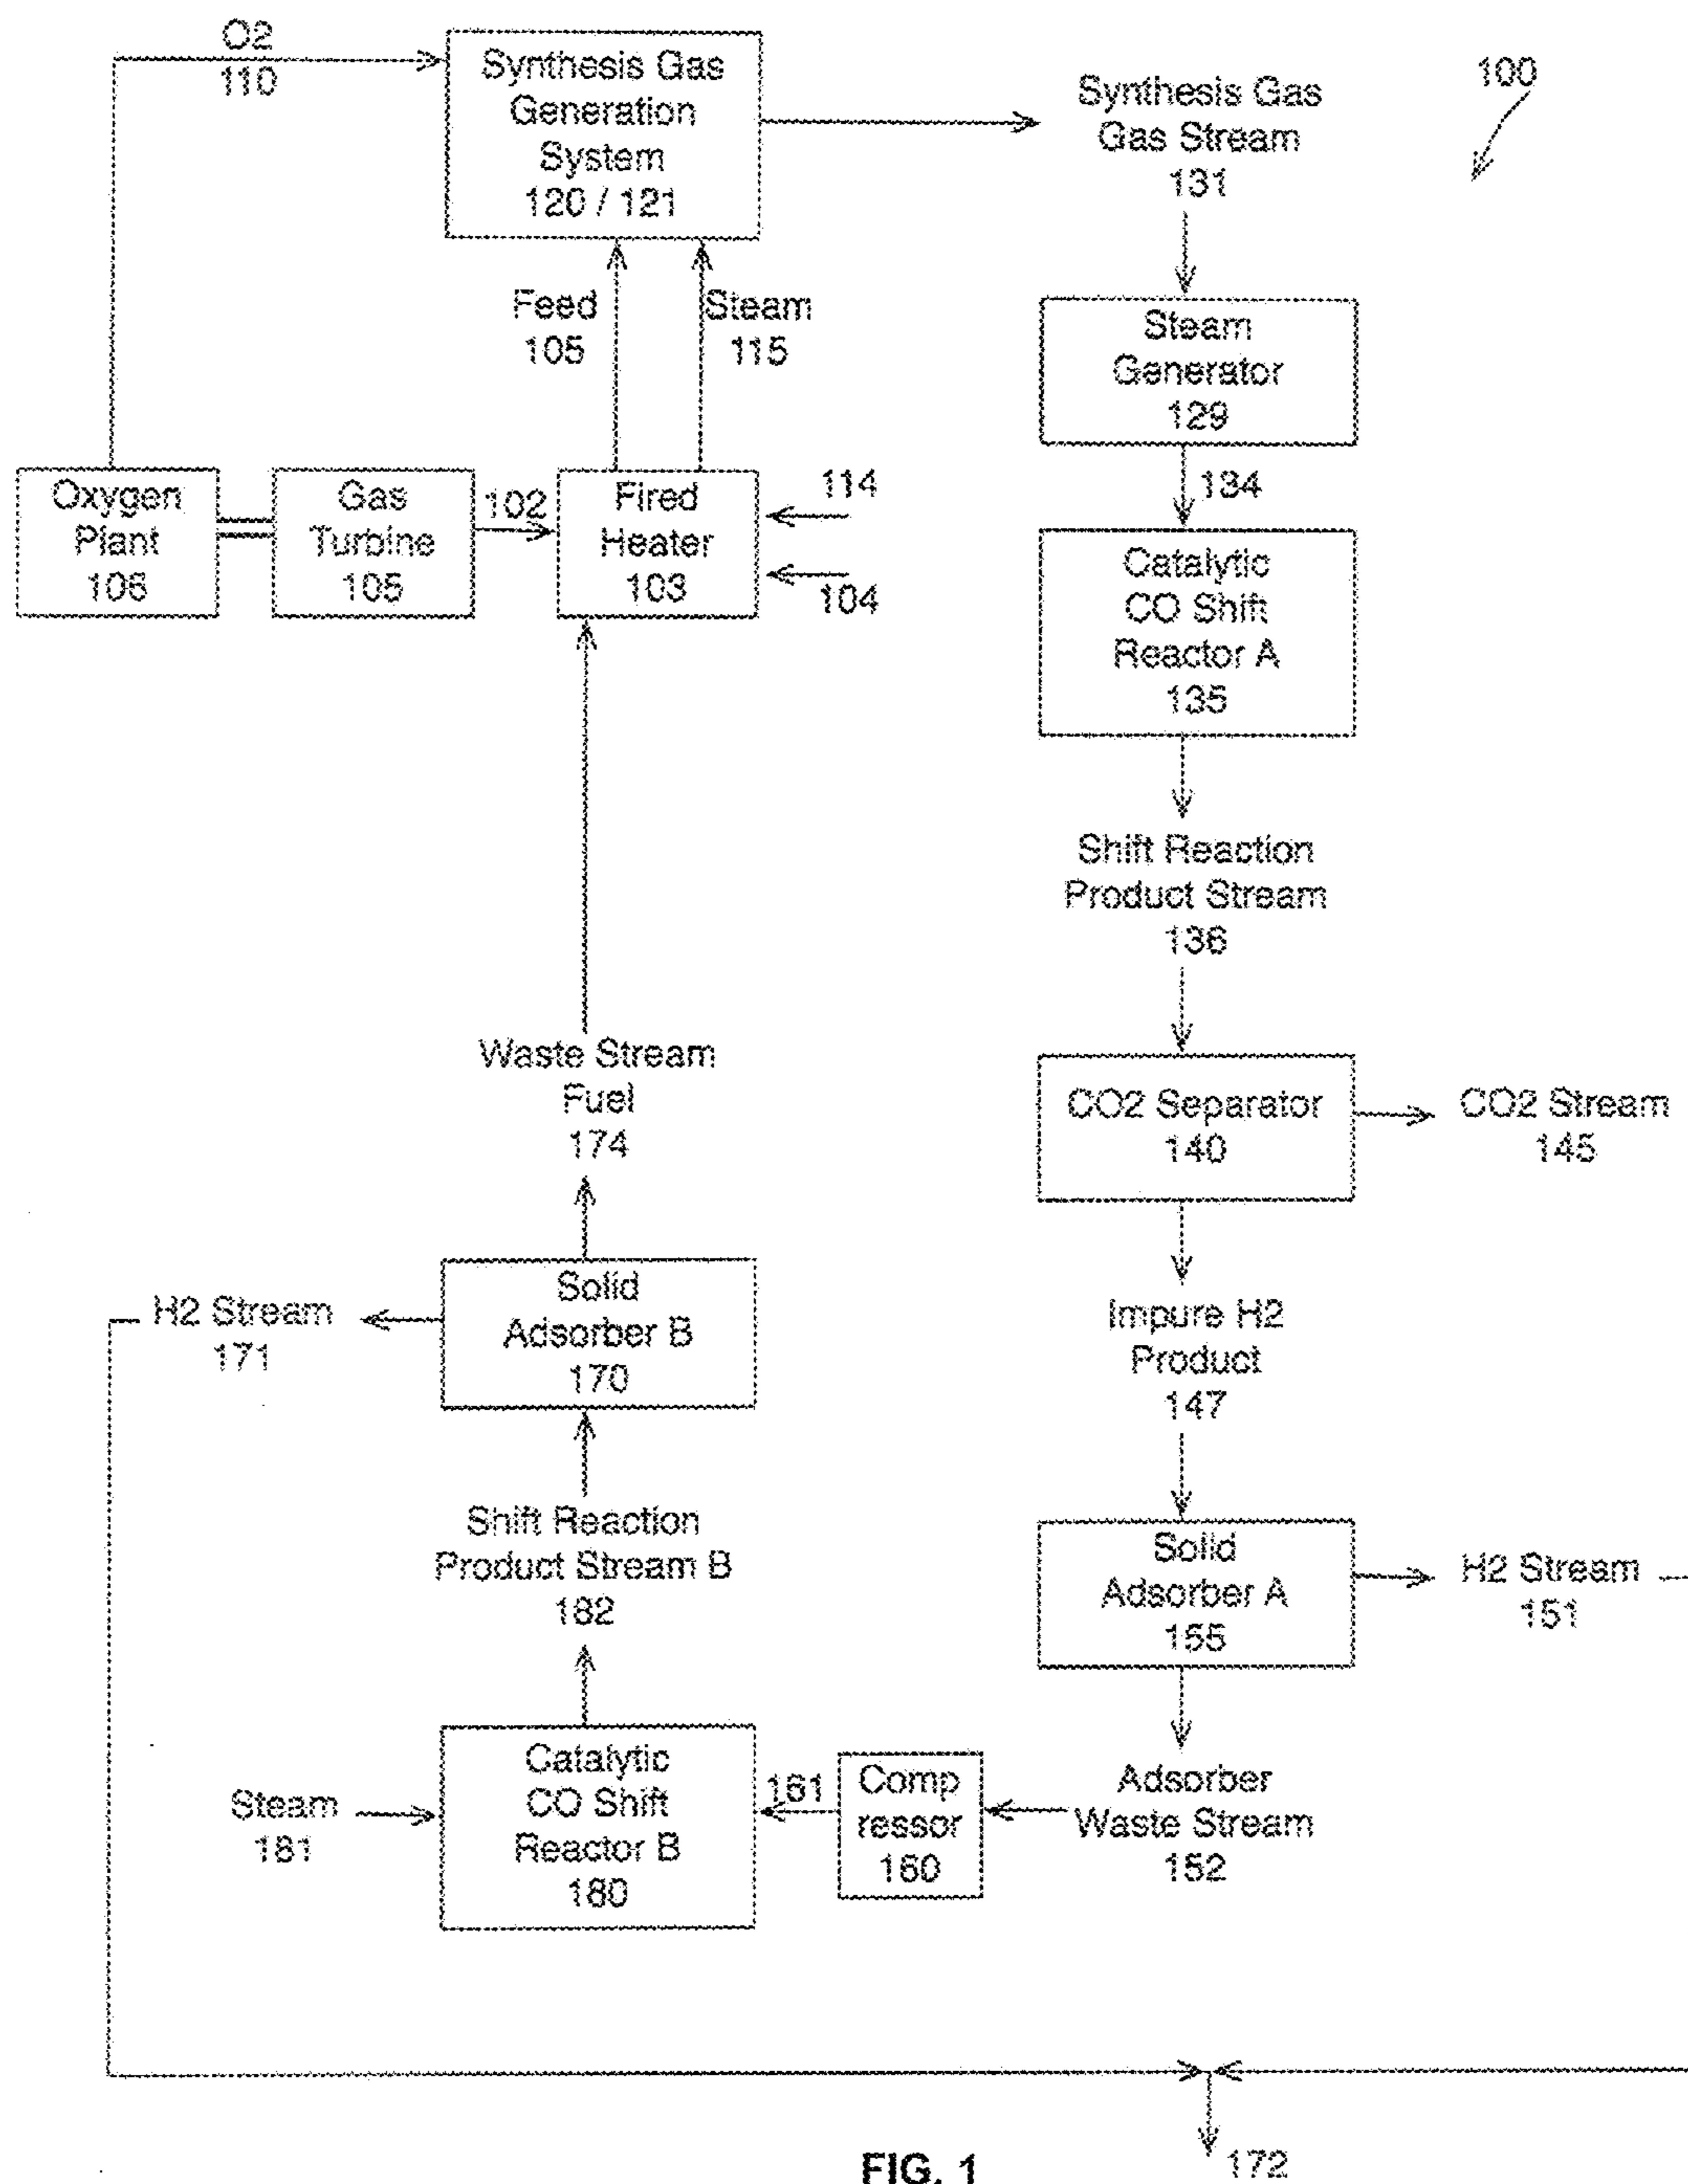 O2
110
Synthesis Gas
Generation
System
120 / 121
Synthesis Gas
Gas Stream
131
100
Feed
105
Steam
115
Steam
Generator
129
134
Oxygen
Plant
106
Gas
Turbine
105
102
Fired
Heater
103
114
104
Catalytic
CO Shift
Reactor A
135
Shift Reaction
Product Stream
136
Waste Stream
Fuel
174
CO2 Separator
140
CO2 Stream
145
H2 Stream
171
Solid
Adsorber B
170
Impure H2
Product
147
Shift Reaction
Product Stream B
182
Solid
Adsorber A
155
H2 Stream
151
Steam
181
Catalytic
CO Shift
Reactor B
180
161
Comp
ressor
160
Adsorber
Waste Stream
152
172
FIG. 1